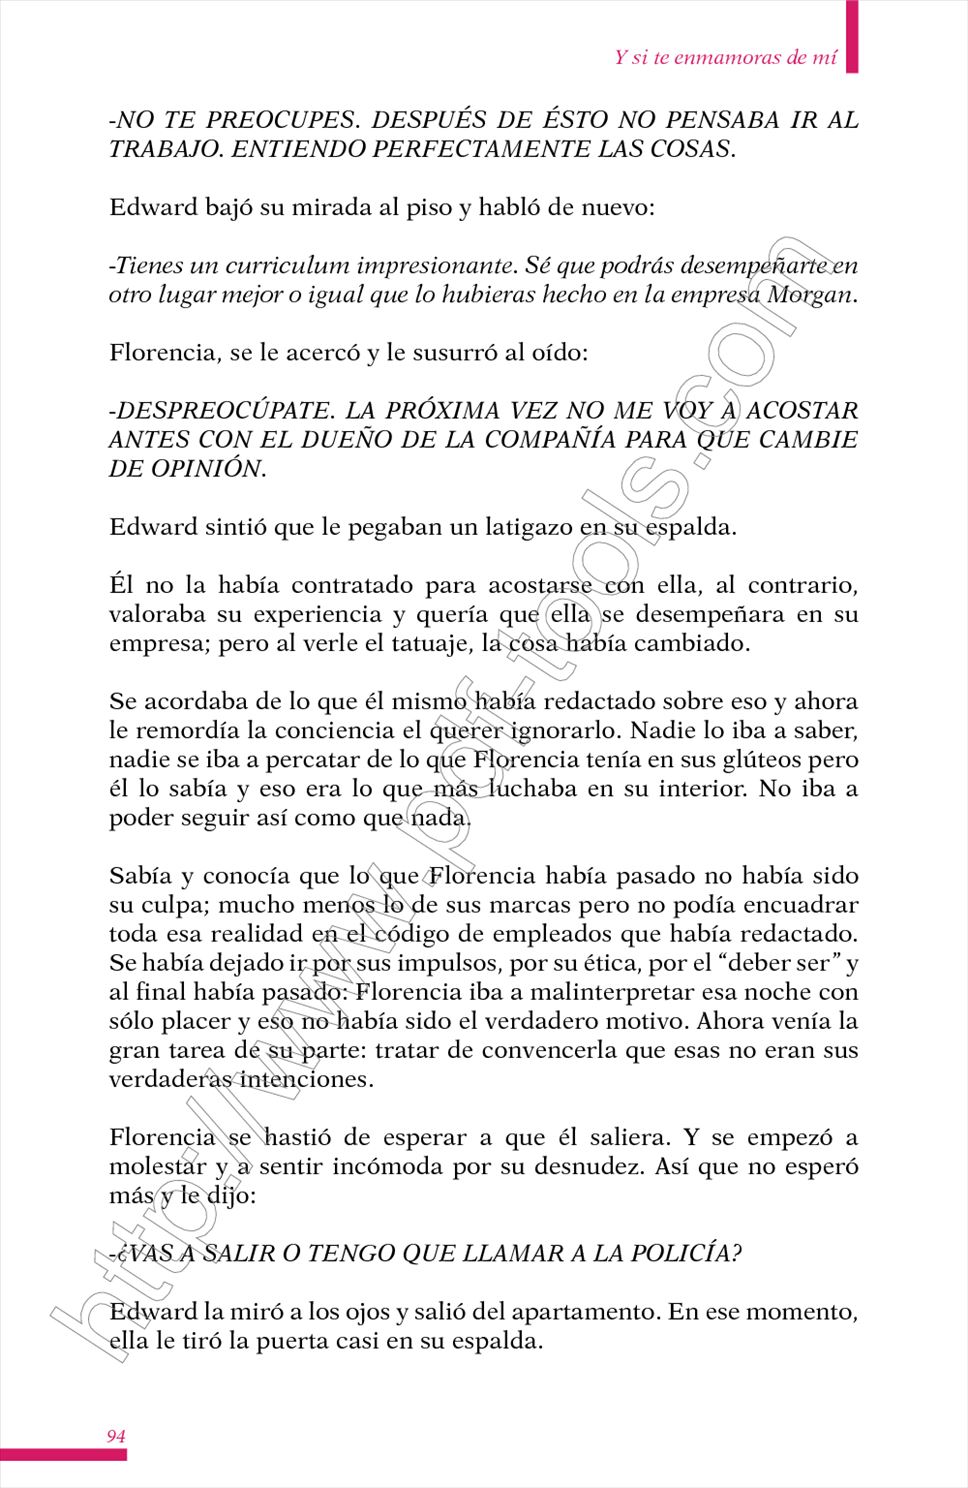 Y si te enmamoras de mí
-NO TE PREOCUPES. DESPUÉS DE ÉSTO NO PENSABA IR AL
TRABAJO. ENTIENDO PERFECTAMENTE LAS COSAS.
Edward bajó su mirada al piso y habló de nuevo:
-Tienes un curriculum impresionante. Sé que podrás desempeñarte en
otro lugar mejor o igual que lo hubieras hecho en la empresa Morgan.
Florencia, se le acercó y le susurró al oído:
-DESPREOCÚPATE. LA PRÓXIMA VEZ NO ME VOY A ACOSTAR
ANTES CON EL DUEÑO DE LA COMPAÑÍA PARA QUE CAMBIE
DE OPINIÓN.
Edward sintió que le pegaban un latigazo en su espalda.
Él no la había contratado para acostarse con ella, al contrario,
valoraba su experiencia y quería que ella se desempeñara en su
empresa; pero al verle el tatuaje, la cosa había cambiado.
Se acordaba de lo que él mismo había redactado sobre eso y ahora
le remordía la conciencia el querer ignorarlo. Nadie lo iba a saber,
nadie se iba a percatar de lo que Florencia tenía en sus glúteos pero
él lo sabía y eso era lo que más luchaba en su interior. No iba a
poder seguir así como que nada.
Sabía y conocía que lo que Florencia había pasado no había sido
su culpa; mucho menos lo de sus marcas pero no podía encuadrar
toda esa realidad en el código de empleados que había redactado.
Se había dejado ir por sus impulsos, por su ética, por el “deber ser” y
al final había pasado: Florencia iba a malinterpretar esa noche con
sólo placer y eso no había sido el verdadero motivo. Ahora venía la
gran tarea de su parte: tratar de convencerla que esas no eran sus
verdaderas intenciones.
Florencia se hastió de esperar a que él saliera. Y se empezó a
molestar y a sentir incómoda por su desnudez. Así que no esperó
más y le dijo:
-¿VAS A SALIR O TENGO QUE LLAMAR A LA POLICÍA?
Edward la miró a los ojos y salió del apartamento. En ese momento,
ella le tiró la puerta casi en su espalda.
94
http://www.pdf-tools.com